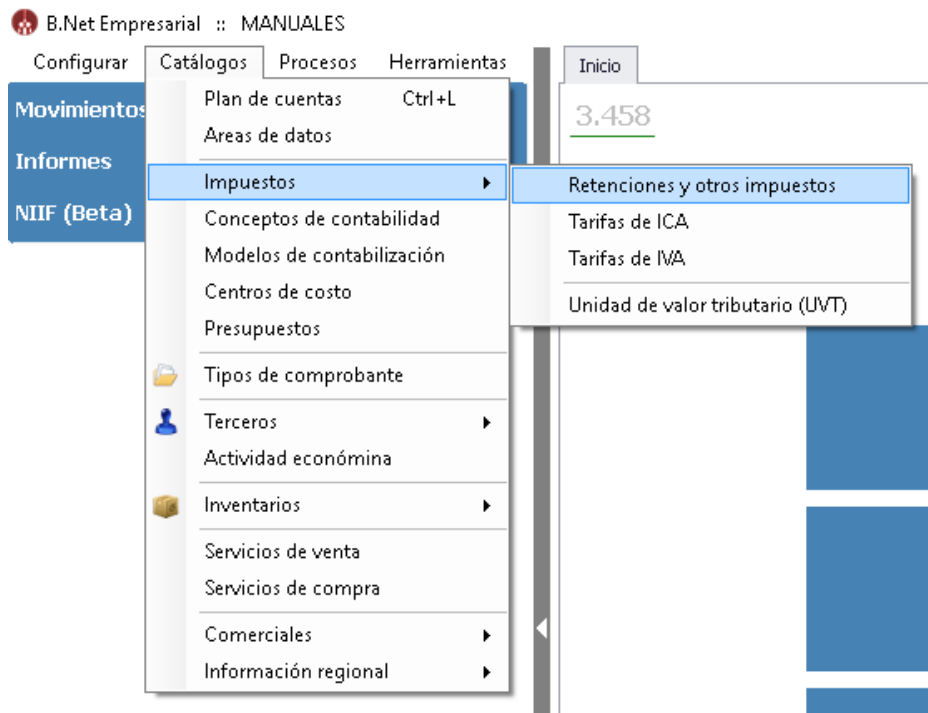 B.Net Empresarial :: MANUALES
Configurar Catálogos Procesos Herramientas
Inicio
Movimientos
Informes
NIIF (Beta)
3.458
Plan de cuentas Ctrl+L
Areas de datos
Impuestos
Conceptos de contabilidad
Modelos de contabilización
Centros de costo
Presupuestos
Tipos de comprobante
Terceros
Actividad económina
Inventarios
Servicios de venta
Servicios de compra
Comerciales
Información regional
Retenciones y otros impuestos
Tarifas de ICA
Tarifas de IVA
Unidad de valor tributario (UVT)